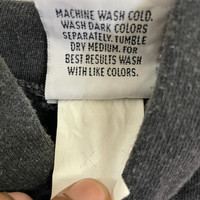 MACHINE WASH COLD.
WASH DARK COLORS
SEPARATELY. TUMBLE
DRY MEDIUM. FOR
BEST RESULTS WASH
WITH LIKE COLORS.